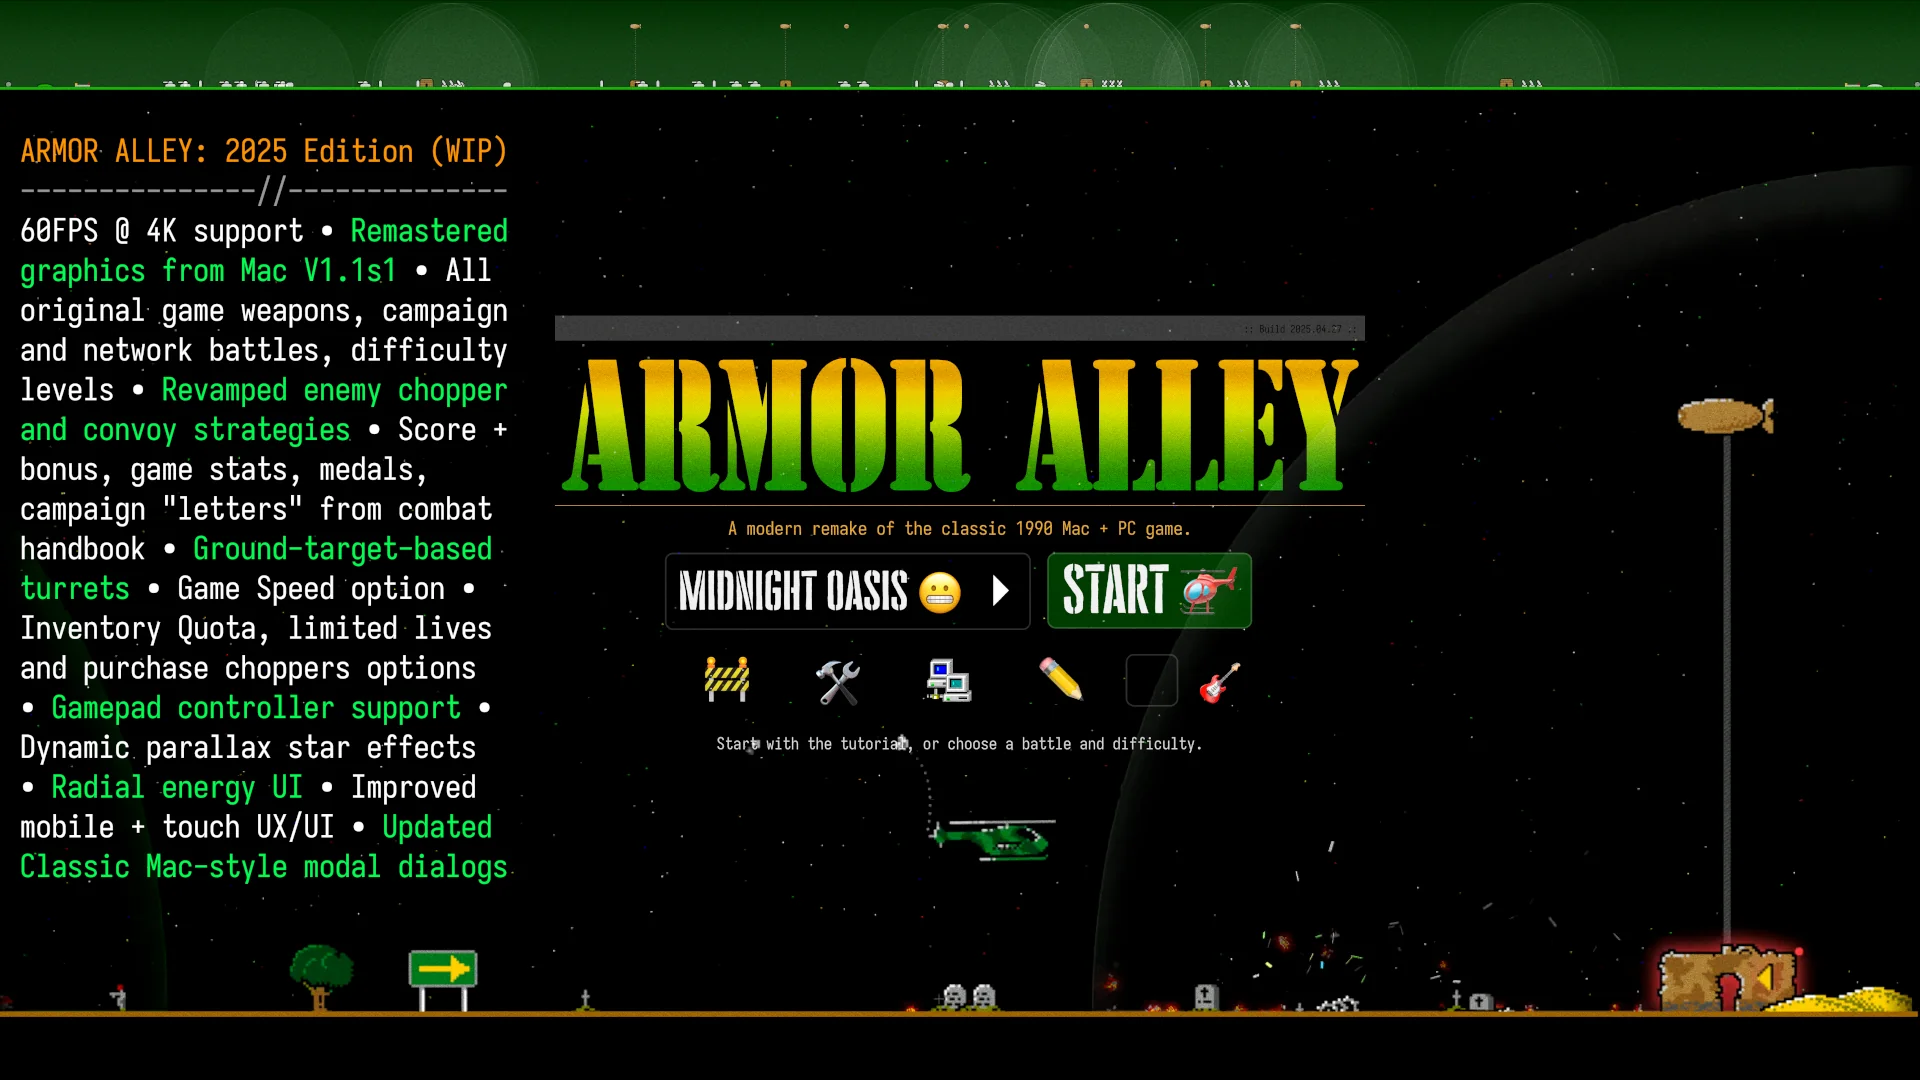 ARMOR ALLEY: 2025 Edition (WIP)
---------------//--------------
60FPS @ 4K support • Remastered
graphics from Mac V1.1s1 • All
original game weapons, campaign
and network battles, difficulty
levels • Revamped enemy chopper
and convoy strategies • Score +
bonus, game stats, medals,
campaign "letters" from combat
handbook • Ground-target-based
turrets • Game Speed option •
Inventory Quota, limited lives
and purchase choppers options
• Gamepad controller support •
Dynamic parallax star effects
• Radial energy UI • Improved
mobile + touch UX/UI • Updated
Classic Mac-style modal dialogs
:: Build 2025.04.27 ::
ARMOR ALLEY
A modern remake of the classic 1990 Mac + PC game.
MIDNIGHT OASIS
START
Start with the tutorial, or choose a battle and difficulty.